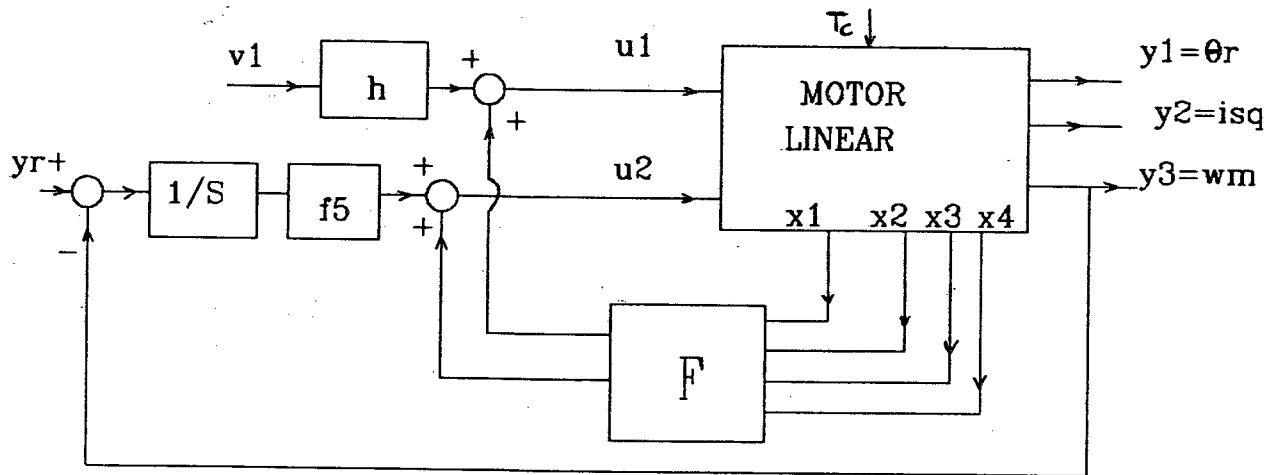 Tc
v1
+
h
+
u1
MOTOR
LINEAR
y1=θr
y2=isq
y3=wm
yr+
1/S
f5
+
+
u2
−
x1 x2 x3 x4
F